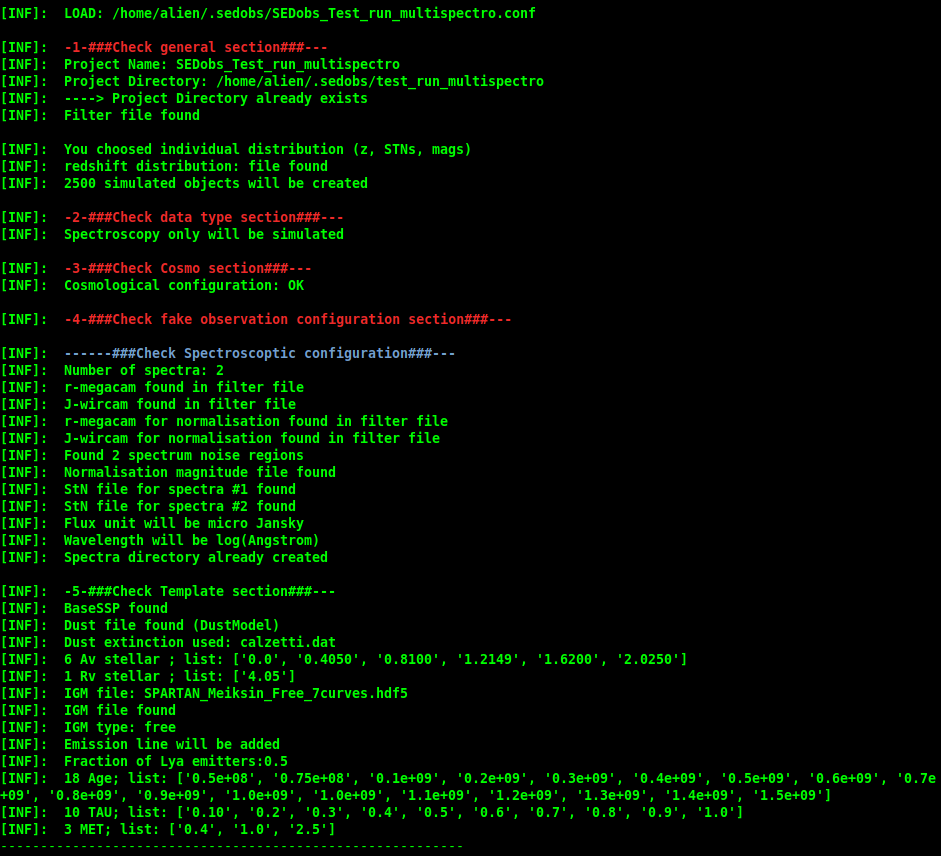 [INF]:  LOAD: /home/alien/.sedobs/SEDobs_Test_run_multispectro.conf
[INF]:  -1-###Check general section###---
[INF]:  Project Name: SEDobs_Test_run_multispectro
[INF]:  Project Directory: /home/alien/.sedobs/test_run_multispectro
[INF]:  ----> Project Directory already exists
[INF]:  Filter file found
[INF]:  You choosed individual distribution (z, STNs, mags)
[INF]:  redshift distribution: file found
[INF]:  2500 simulated objects will be created
[INF]:  -2-###Check data type section###---
[INF]:  Spectroscopy only will be simulated
[INF]:  -3-###Check Cosmo section###---
[INF]:  Cosmological configuration: OK
[INF]:  -4-###Check fake observation configuration section###---
[INF]:  ------###Check Spectroscoptic configuration###---
[INF]:  Number of spectra: 2
[INF]:  r-megacam found in filter file
[INF]:  J-wircam found in filter file
[INF]:  r-megacam for normalisation found in filter file
[INF]:  J-wircam for normalisation found in filter file
[INF]:  Found 2 spectrum noise regions
[INF]:  Normalisation magnitude file found
[INF]:  StN file for spectra #1 found
[INF]:  StN file for spectra #2 found
[INF]:  Flux unit will be micro Jansky
[INF]:  Wavelength will be log(Angstrom)
[INF]:  Spectra directory already created
[INF]:  -5-###Check Template section###---
[INF]:  BaseSSP found
[INF]:  Dust file found (DustModel)
[INF]:  Dust extinction used: calzetti.dat
[INF]:  6 Av stellar ; list: ['0.0', '0.4050', '0.8100', '1.2149', '1.6200', '2.0250']
[INF]:  1 Rv stellar ; list: ['4.05']
[INF]:  IGM file: SPARTAN_Meiksin_Free_7curves.hdf5
[INF]:  IGM file found
[INF]:  IGM type: free
[INF]:  Emission line will be added
[INF]:  Fraction of Lya emitters:0.5
[INF]:  18 Age; list: ['0.5e+08', '0.75e+08', '0.1e+09', '0.2e+09', '0.3e+09', '0.4e+09', '0.5e+09', '0.6e+09', '0.7e
+09', '0.8e+09', '0.9e+09', '1.0e+09', '1.0e+09', '1.1e+09', '1.2e+09', '1.3e+09', '1.4e+09', '1.5e+09']
[INF]:  10 TAU; list: ['0.10', '0.2', '0.3', '0.4', '0.5', '0.6', '0.7', '0.8', '0.9', '1.0']
[INF]:  3 MET; list: ['0.4', '1.0', '2.5']
----------------------------------------------------------